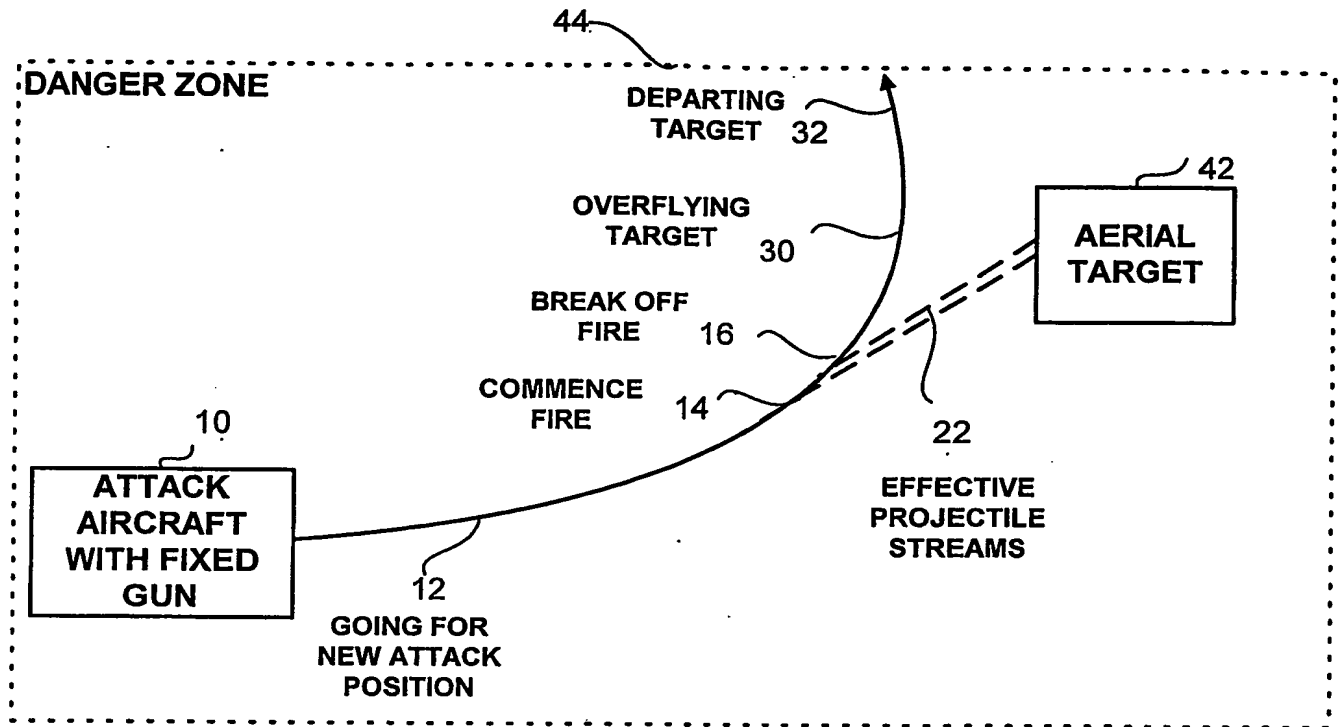 44
DANGER ZONE
DEPARTING
TARGET 32
42
OVERFLYING
TARGET 30
AERIAL
TARGET
BREAK OFF
FIRE 16
COMMENCE
FIRE 14
22
EFFECTIVE
PROJECTILE
STREAMS
10
ATTACK
AIRCRAFT
WITH FIXED
GUN
12
GOING FOR
NEW ATTACK
POSITION